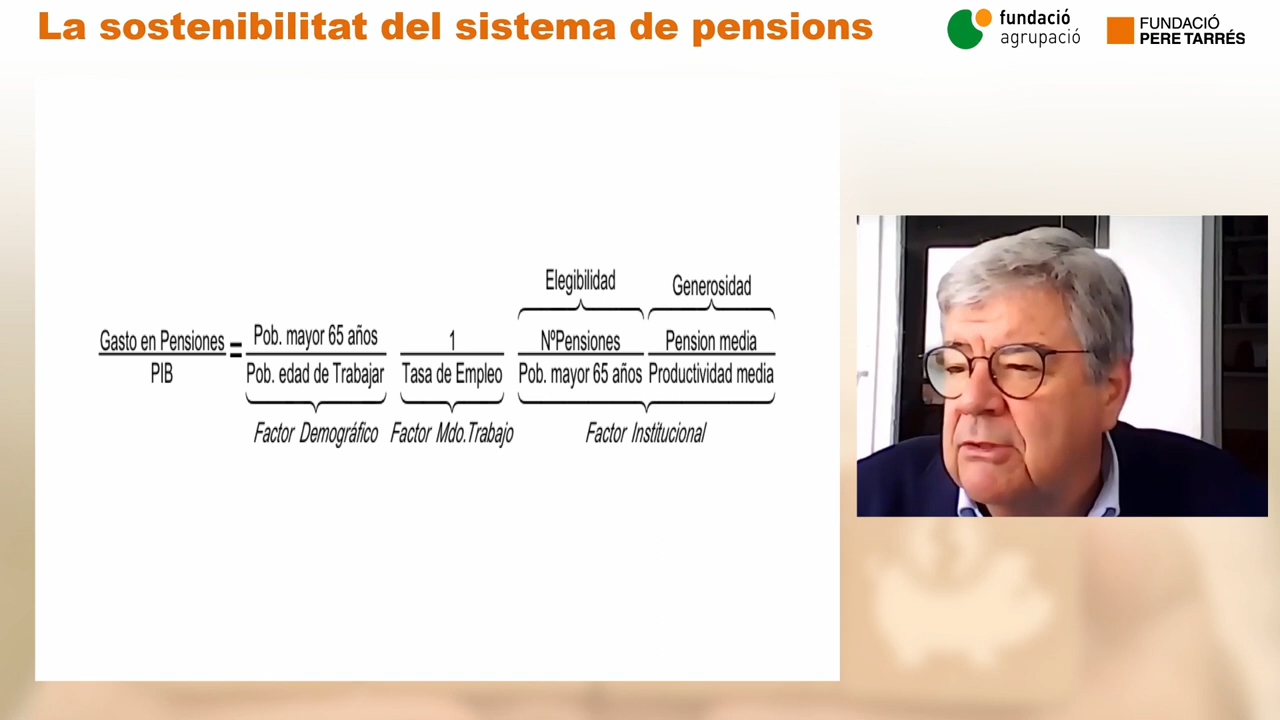 La sostenibilitat del sistema de pensions
fundació
agrupació
FUNDACIÓ
PERE TARRÉS
Elegibilidad Generosidad
Gasto en Pensiones = Pob. mayor 65 años 1 NºPensiones Pension media
PIB Pob. edad de Trabajar Tasa de Empleo Pob. mayor 65 años Productividad media
Factor Demográfico Factor Mdo.Trabajo Factor Institucional